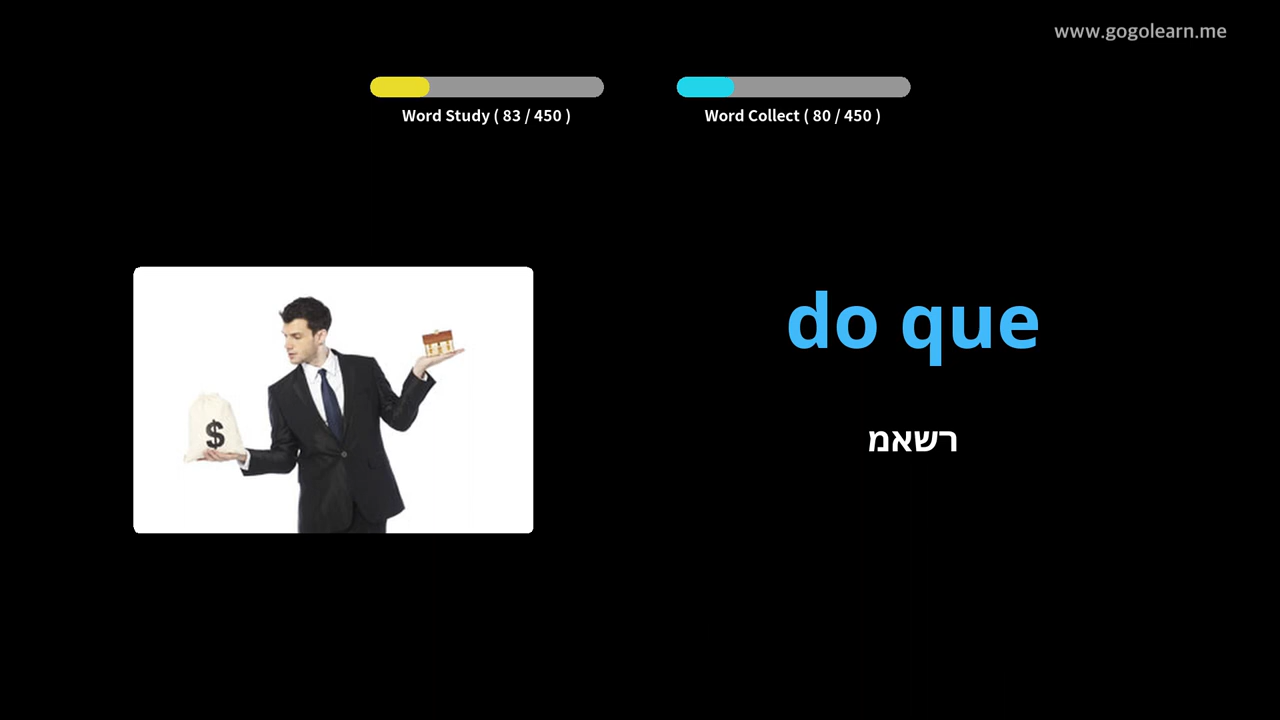 www.gogolearn.me
Word Study ( 83 / 450 )
Word Collect ( 80 / 450 )
do que
רשאמ
$